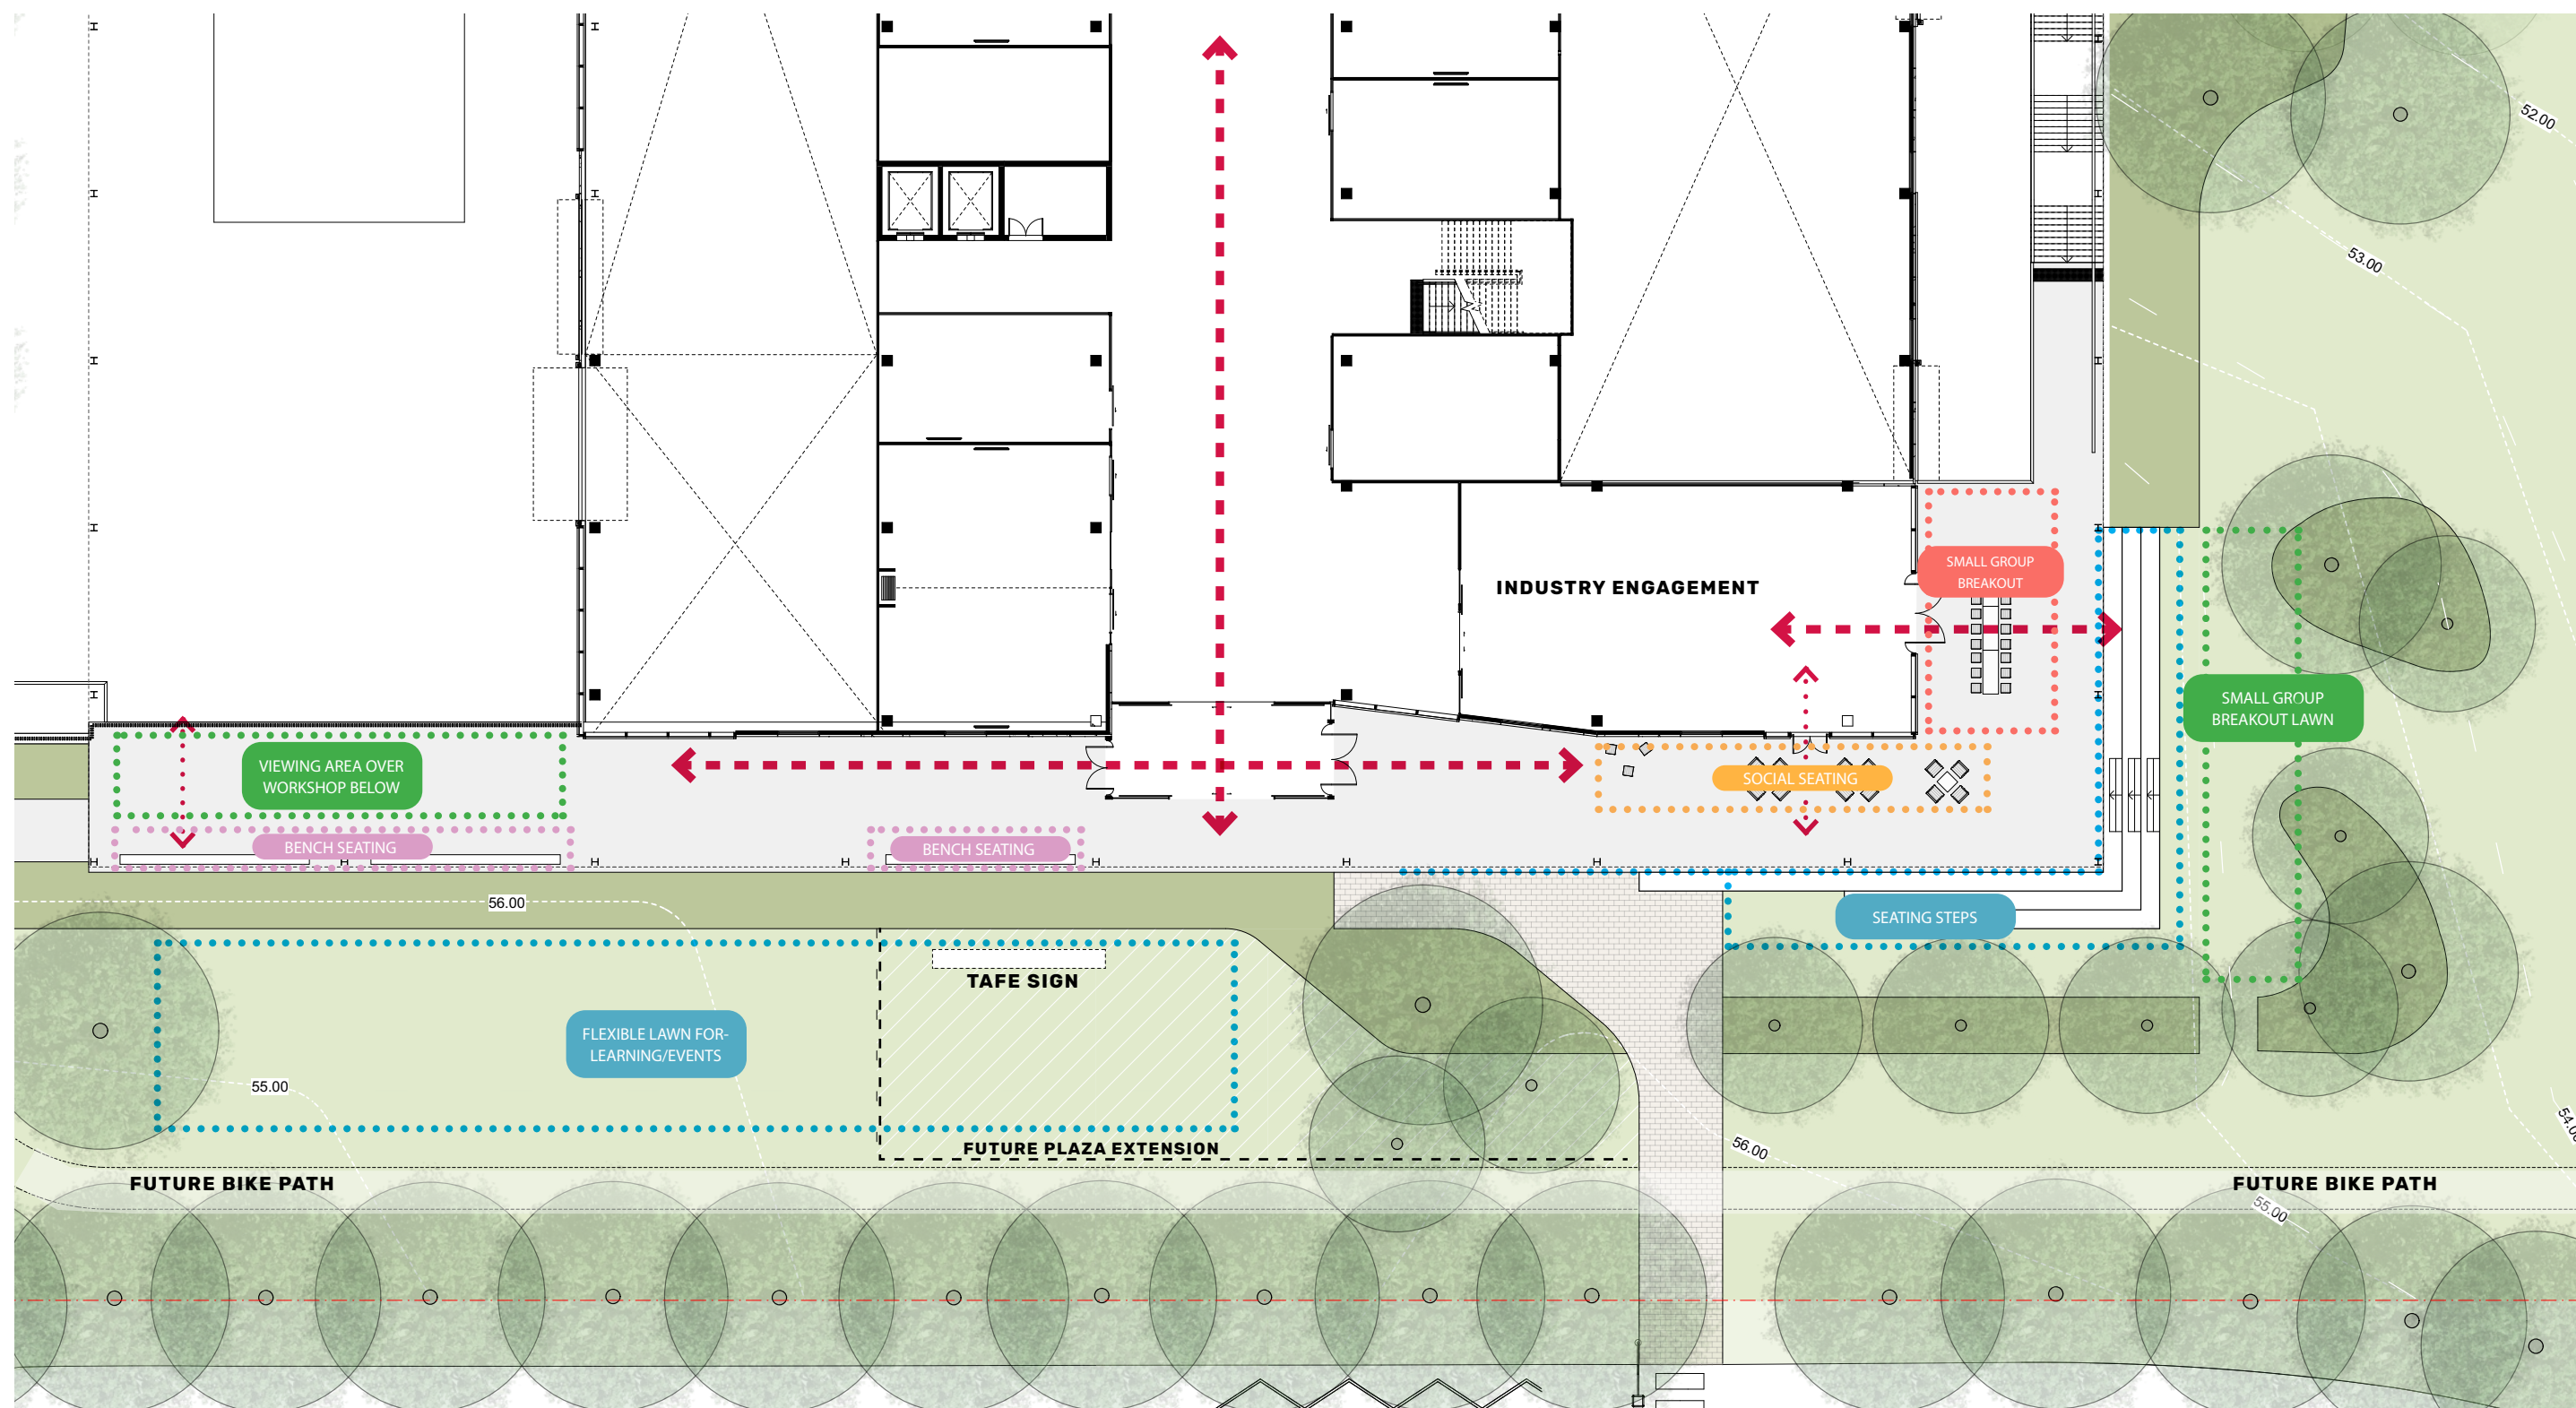 52.00
53.00
INDUSTRY ENGAGEMENT
SMALL GROUP
BREAKOUT
SMALL GROUP
BREAKOUT LAWN
VIEWING AREA OVER
WORKSHOP BELOW
SOCIAL SEATING
BENCH SEATING
BENCH SEATING
56.00
SEATING STEPS
TAFE SIGN
FLEXIBLE LAWN FOR-
LEARNING/EVENTS
55.00
54.00
FUTURE PLAZA EXTENSION
56.00
FUTURE BIKE PATH
FUTURE BIKE PATH
55.00